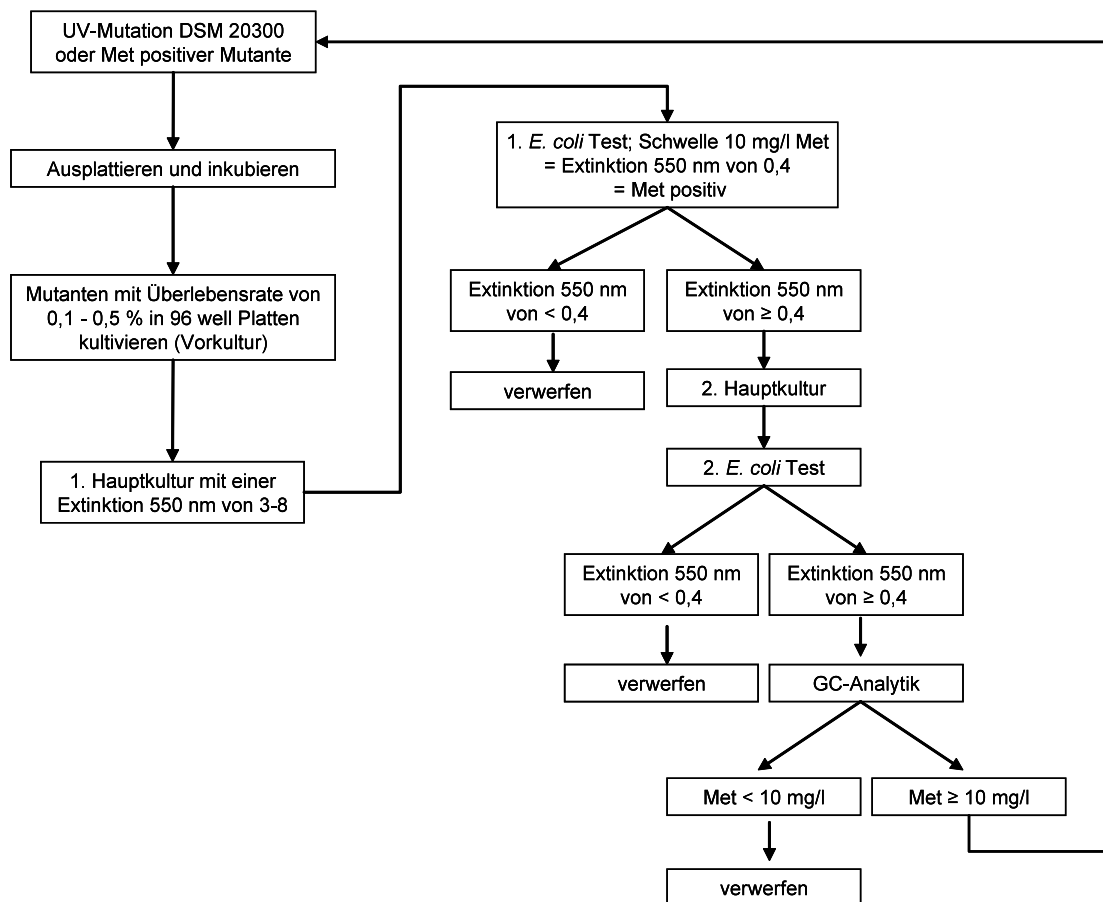 UV-Mutation DSM 20300
oder Met positiver Mutante
Ausplattieren und inkubieren
Mutanten mit Überlebensrate von
0,1 - 0,5 % in 96 well Platten
kultivieren (Vorkultur)
1. Hauptkultur mit einer
Extinktion 550 nm von 3-8
1. E. coli Test; Schwelle 10 mg/l Met
= Extinktion 550 nm von 0,4
= Met positiv
Extinktion 550 nm
von < 0,4
verwerfen
Extinktion 550 nm
von ≥ 0,4
2. Hauptkultur
2. E. coli Test
Extinktion 550 nm
von < 0,4
verwerfen
Extinktion 550 nm
von ≥ 0,4
GC-Analytik
Met < 10 mg/l
verwerfen
Met ≥ 10 mg/l